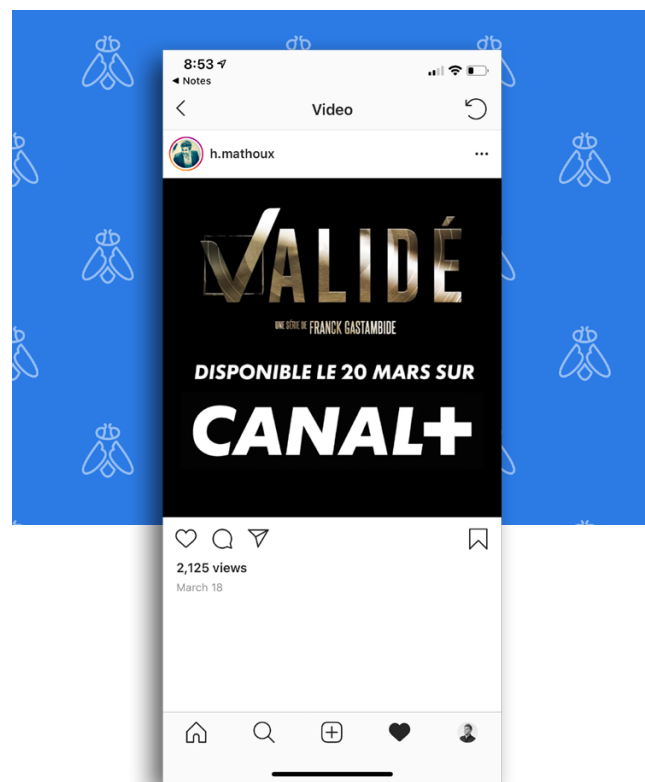 8:53
◀ Notes
Video
h.mathoux
VALIDÉ
UNE SÉRIE DE FRANCK GASTAMBIDE
DISPONIBLE LE 20 MARS SUR
CANAL+
2,125 views
March 18